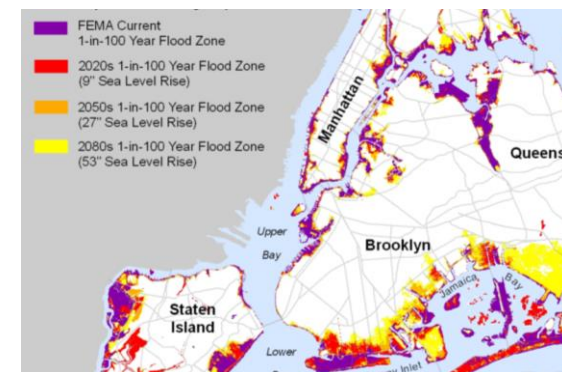 FEMA Current
1-in-100 Year Flood Zone
2020s 1-in-100 Year Flood Zone
(9" Sea Level Rise)
2050s 1-in-100 Year Flood Zone
(27" Sea Level Rise)
2080s 1-in-100 Year Flood Zone
(53" Sea Level Rise)
Manhattan
Queens
Upper
Bay
Brooklyn
Jamaica
Bay
Staten
Island
Lower
Inlet